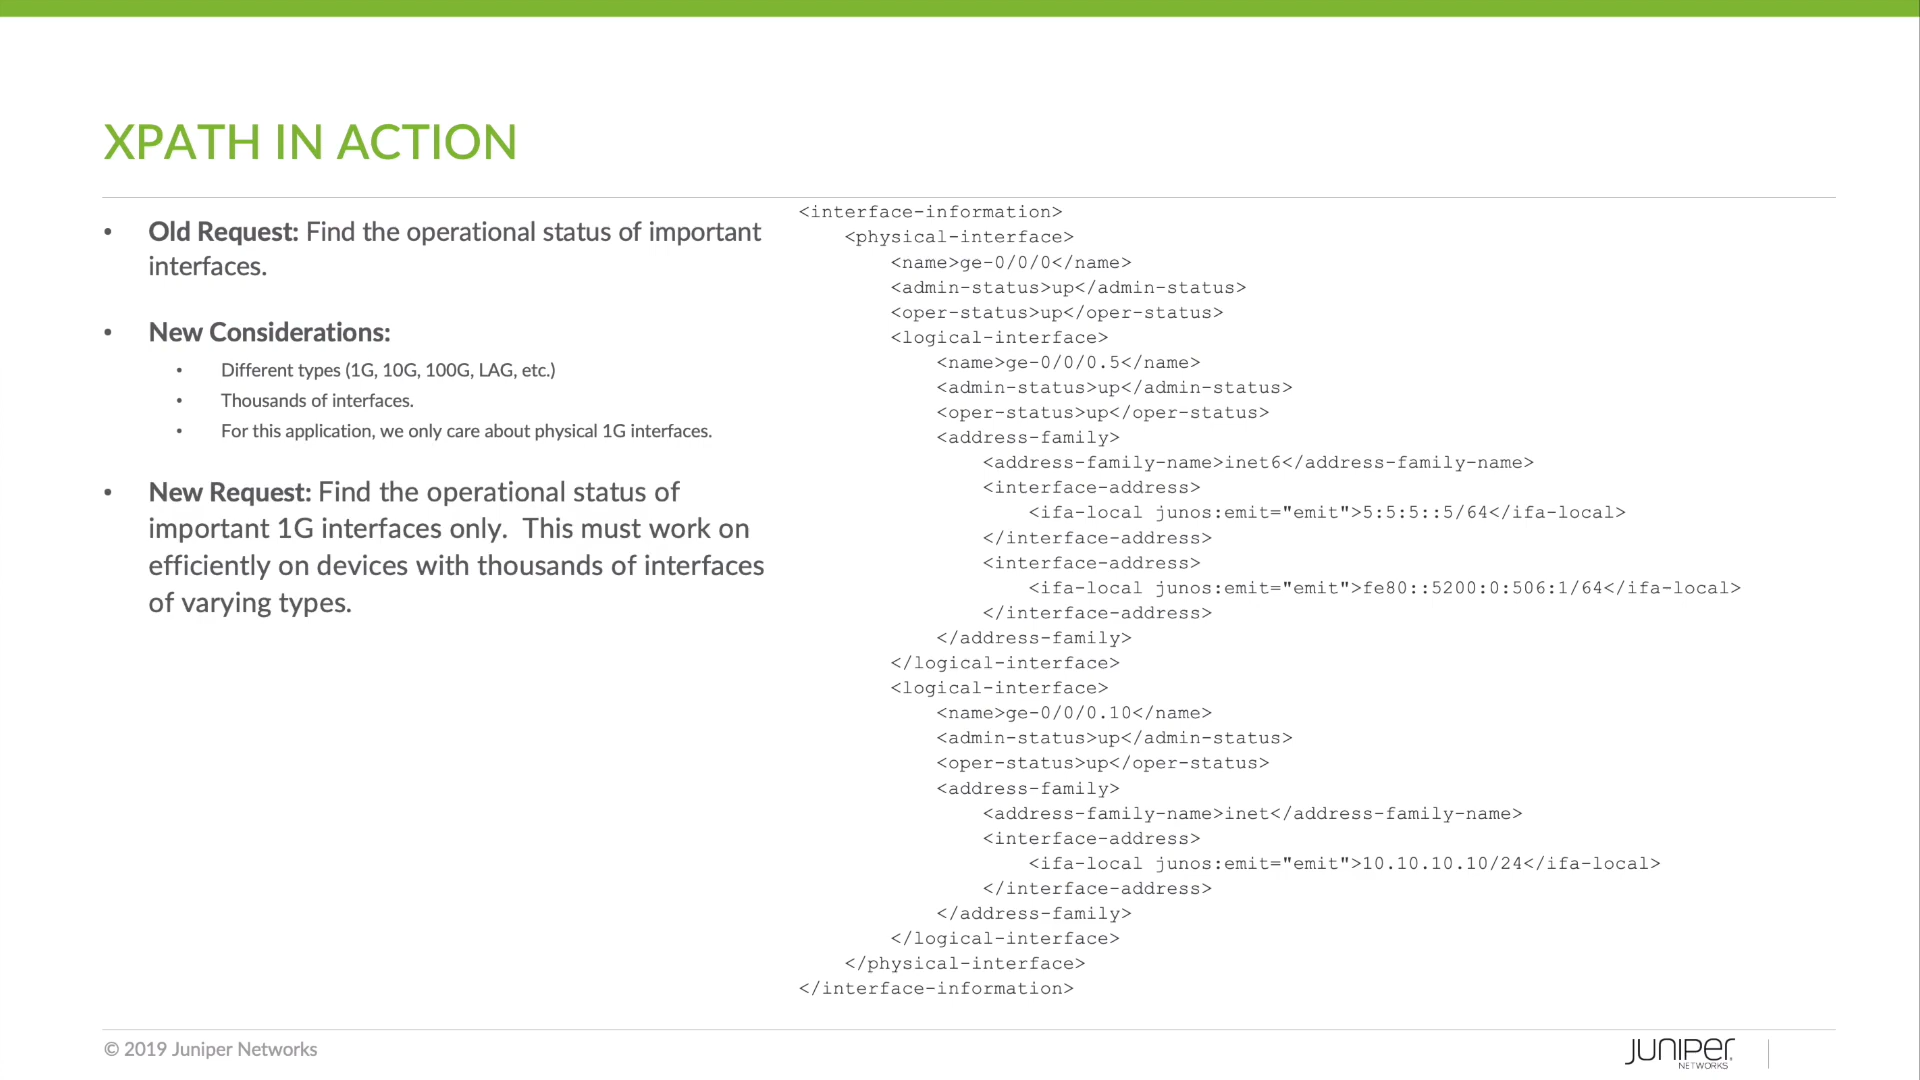 XPATH IN ACTION
• Old Request: Find the operational status of important
interfaces.
• New Considerations:
• Different types (1G, 10G, 100G, LAG, etc.)
• Thousands of interfaces.
• For this application, we only care about physical 1G interfaces.
• New Request: Find the operational status of
important 1G interfaces only.  This must work on
efficiently on devices with thousands of interfaces
of varying types.
<interface-information>
    <physical-interface>
        <name>ge-0/0/0</name>
        <admin-status>up</admin-status>
        <oper-status>up</oper-status>
        <logical-interface>
            <name>ge-0/0/0.5</name>
            <admin-status>up</admin-status>
            <oper-status>up</oper-status>
            <address-family>
                <address-family-name>inet6</address-family-name>
                <interface-address>
                    <ifa-local junos:emit="emit">5:5:5::5/64</ifa-local>
                </interface-address>
                <interface-address>
                    <ifa-local junos:emit="emit">fe80::5200:0:506:1/64</ifa-local>
                </interface-address>
            </address-family>
        </logical-interface>
        <logical-interface>
            <name>ge-0/0/0.10</name>
            <admin-status>up</admin-status>
            <oper-status>up</oper-status>
            <address-family>
                <address-family-name>inet</address-family-name>
                <interface-address>
                    <ifa-local junos:emit="emit">10.10.10.10/24</ifa-local>
                </interface-address>
            </address-family>
        </logical-interface>
    </physical-interface>
</interface-information>
© 2019 Juniper Networks
JUNIPER
NETWORKS